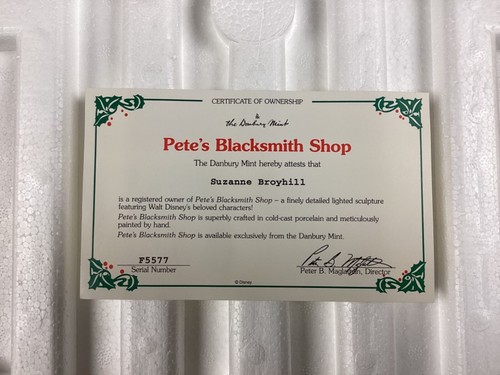 CERTIFICATE OF OWNERSHIP
The Danbury Mint
Pete's Blacksmith Shop
The Danbury Mint hereby attests that
Suzanne Broyhill
is a registered owner of Pete's Blacksmith Shop – a finely detailed lighted sculpture
featuring Walt Disney's beloved characters!
Pete's Blacksmith Shop is superbly crafted in cold-cast porcelain and meticulously
painted by hand.
Pete's Blacksmith Shop is available exclusively from the Danbury Mint.
F5577
Serial Number
Peter B. Maglathlin, Director
© Disney